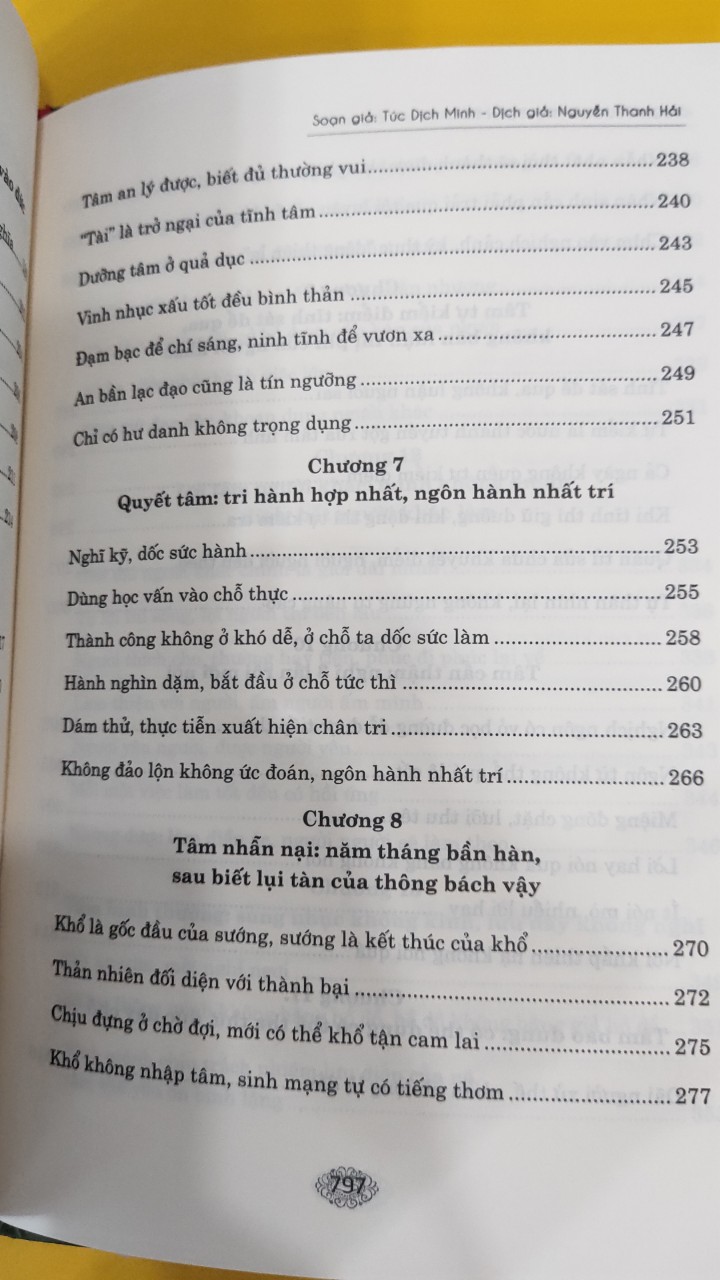 Soạn giả: Túc Dịch Minh - Dịch giả: Nguyễn Thanh Hải
Tâm an lý được, biết đủ thường vui.....238
“Tài” là trở ngại của tĩnh tâm.....240
Dưỡng tâm ở quả dục.....243
Vinh nhục xấu tốt đều bình thản.....245
Đạm bạc để chí sáng, ninh tĩnh để vươn xa.....247
An bần lạc đạo cũng là tín ngưỡng.....249
Chỉ có hư danh không trọng dụng.....251
Chương 7
Quyết tâm: tri hành hợp nhất, ngôn hành nhất trí
Nghĩ kỹ, dốc sức hành.....253
Dùng học vấn vào chỗ thực.....255
Thành công không ở khó dễ, ở chỗ ta dốc sức làm.....258
Hành nghìn dặm, bắt đầu ở chỗ tức thì.....260
Dám thử, thực tiễn xuất hiện chân tri.....263
Không đảo lộn không ức đoán, ngôn hành nhất trí.....266
Chương 8
Tâm nhẫn nại: năm tháng bần hàn,
sau biết lụi tàn của thông bách vậy
Khổ là gốc đầu của sướng, sướng là kết thúc của khổ.....270
Thản nhiên đối diện với thành bại.....272
Chịu đựng ở chờ đợi, mới có thể khổ tận cam lai.....275
Khổ không nhập tâm, sinh mạng tự có tiếng thơm.....277
797